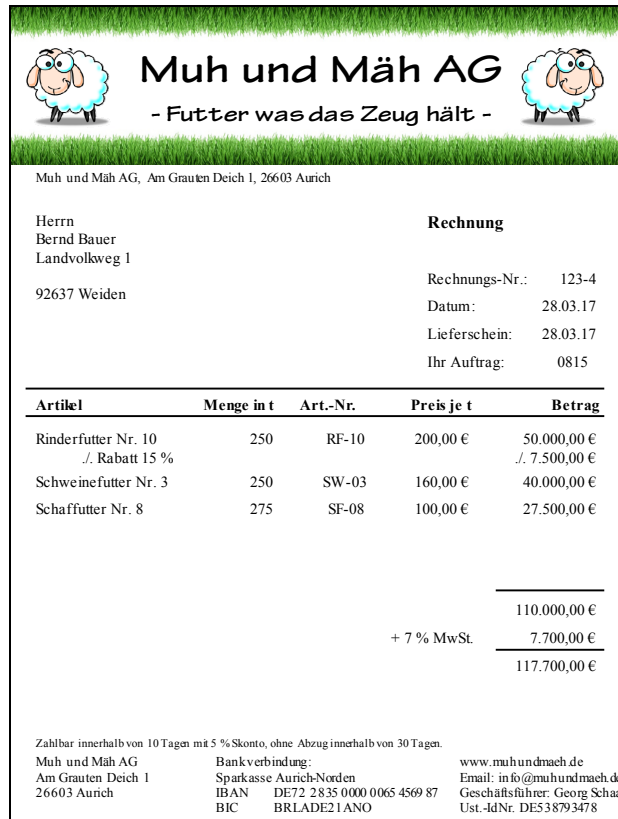 Muh und Mäh AG
- Futter was das Zeug hält -
Muh und Mäh AG, Am Grauten Deich 1, 26603 Aurich
Herrn
Bernd Bauer
Landvolkweg 1
92637 Weiden
Rechnung
Rechnungs-Nr.: 123-4
Datum: 28.03.17
Lieferschein: 28.03.17
Ihr Auftrag: 0815
Artikel Menge in t Art.-Nr. Preis je t Betrag
Rinderfutter Nr. 10 250 RF-10 200,00 € 50.000,00 €
./. Rabatt 15 % ./. 7.500,00 €
Schweinefutter Nr. 3 250 SW-03 160,00 € 40.000,00 €
Schaffutter Nr. 8 275 SF-08 100,00 € 27.500,00 €
110.000,00 €
+ 7 % MwSt. 7.700,00 €
117.700,00 €
Zahlbar innerhalb von 10 Tagen mit 5 % Skonto, ohne Abzug innerhalb von 30 Tagen.
Muh und Mäh AG Bankverbindung: www.muhundmaeh.de
Am Grauten Deich 1 Sparkasse Aurich-Norden Email: info@muhundmaeh.d
26603 Aurich IBAN DE72 2835 0000 0065 4569 87 Geschäftsführer: Georg Scha
BIC BRLADE21ANO Ust.-IdNr. DE538793478